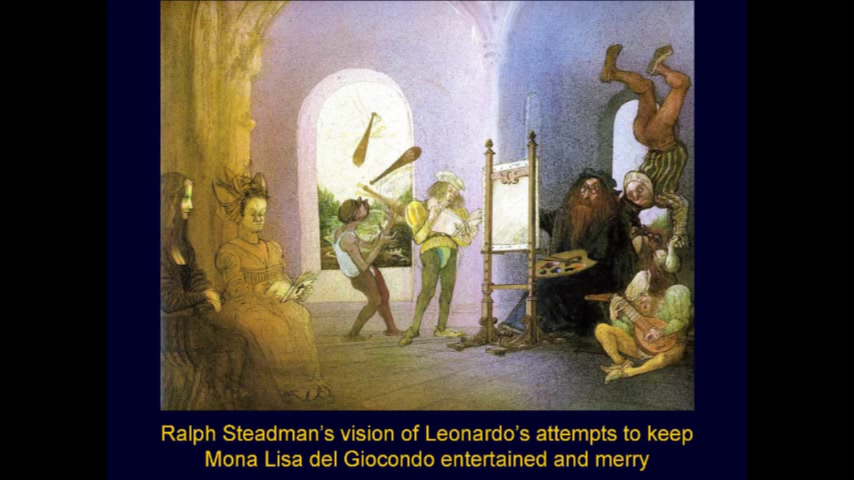 Ralph Steadman's vision of Leonardo's attempts to keep
Mona Lisa del Giocondo entertained and merry